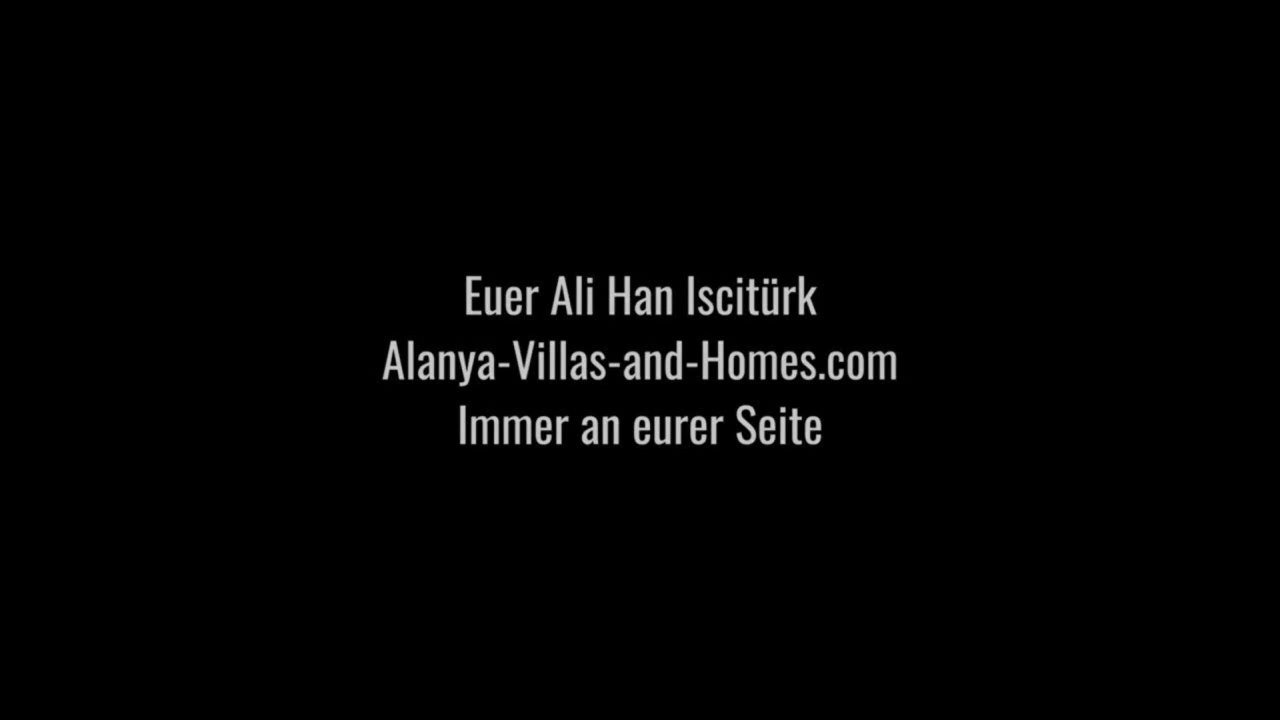 Euer Ali Han Iscitürk
Alanya-Villas-and-Homes.com
Immer an eurer Seite